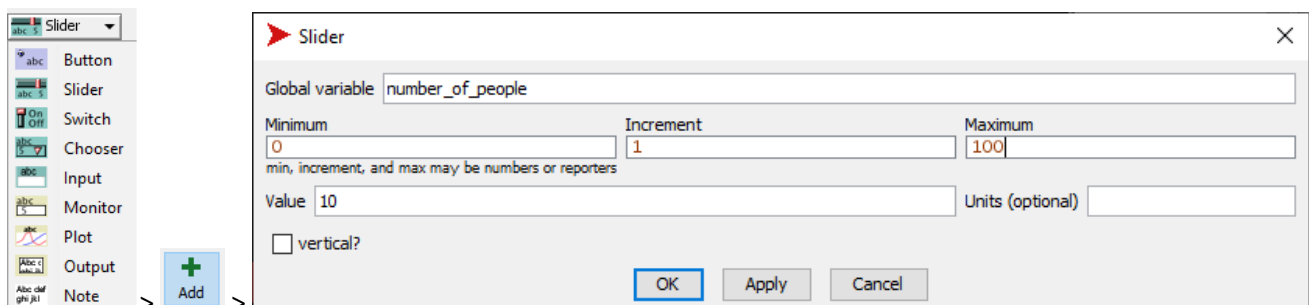 Slider
Button
Slider
Switch
Chooser
Input
Monitor
Plot
Output
Note
>
Add
>
Slider
Global variable number_of_people
Minimum Increment Maximum
0 1 100
min, increment, and max may be numbers or reporters
Value 10 Units (optional)
vertical?
OK Apply Cancel